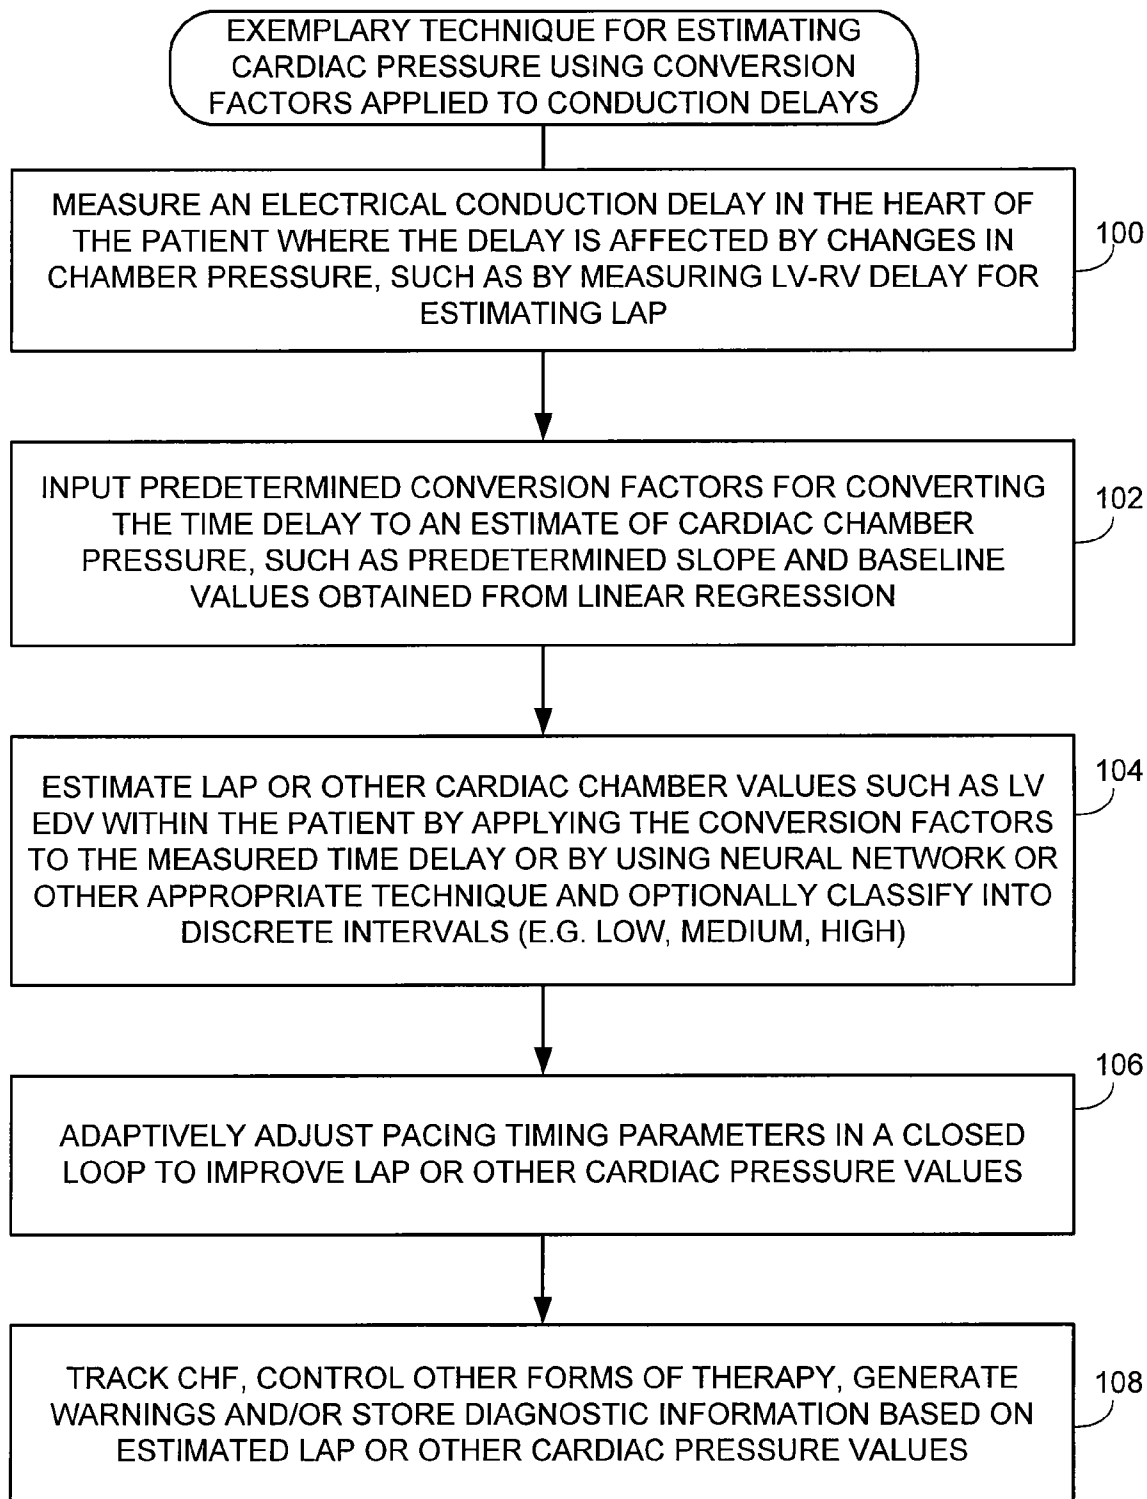 EXEMPLARY TECHNIQUE FOR ESTIMATING
CARDIAC PRESSURE USING CONVERSION
FACTORS APPLIED TO CONDUCTION DELAYS
MEASURE AN ELECTRICAL CONDUCTION DELAY IN THE HEART OF
THE PATIENT WHERE THE DELAY IS AFFECTED BY CHANGES IN
CHAMBER PRESSURE, SUCH AS BY MEASURING LV-RV DELAY FOR
ESTIMATING LAP
100
INPUT PREDETERMINED CONVERSION FACTORS FOR CONVERTING
THE TIME DELAY TO AN ESTIMATE OF CARDIAC CHAMBER
PRESSURE, SUCH AS PREDETERMINED SLOPE AND BASELINE
VALUES OBTAINED FROM LINEAR REGRESSION
102
ESTIMATE LAP OR OTHER CARDIAC CHAMBER VALUES SUCH AS LV
EDV WITHIN THE PATIENT BY APPLYING THE CONVERSION FACTORS
TO THE MEASURED TIME DELAY OR BY USING NEURAL NETWORK OR
OTHER APPROPRIATE TECHNIQUE AND OPTIONALLY CLASSIFY INTO
DISCRETE INTERVALS (E.G. LOW, MEDIUM, HIGH)
104
ADAPTIVELY ADJUST PACING TIMING PARAMETERS IN A CLOSED
LOOP TO IMPROVE LAP OR OTHER CARDIAC PRESSURE VALUES
106
TRACK CHF, CONTROL OTHER FORMS OF THERAPY, GENERATE
WARNINGS AND/OR STORE DIAGNOSTIC INFORMATION BASED ON
ESTIMATED LAP OR OTHER CARDIAC PRESSURE VALUES
108